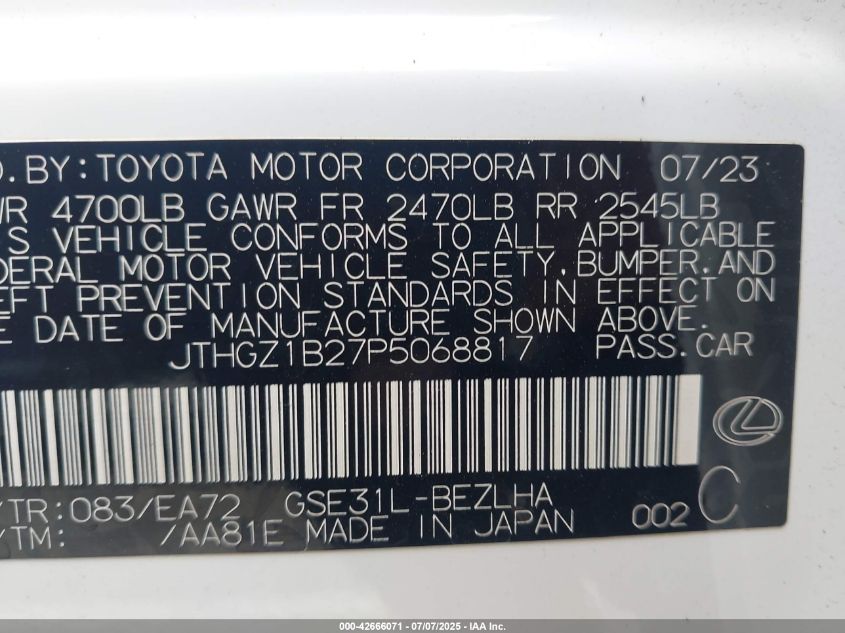 D.BY:TOYOTA MOTOR CORPORATION 07/23
WR 4700LB GAWR FR 2470LB RR 2545LB
S VEHICLE CONFORMS TO ALL APPLICABLE
DERAL MOTOR VEHICLE SAFETY,BUMPER,AND
EFT PREVENTION STANDARDS IN EFFECT ON
E DATE OF MANUFACTURE SHOWN ABOVE.
JTHGZ1B27P5068817 PASS.CAR
/TR:083/EA72 GSE31L-BEZLHA
/TM: /AA81E MADE IN JAPAN 002 C
000-42666071 - 07/07/2025 - IAA Inc.